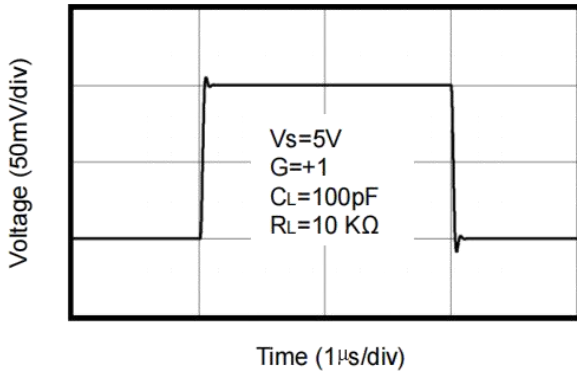 Voltage (50mV/div)
Vs=5V
G=+1
CL=100pF
RL=10 KΩ
Time (1μs/div)